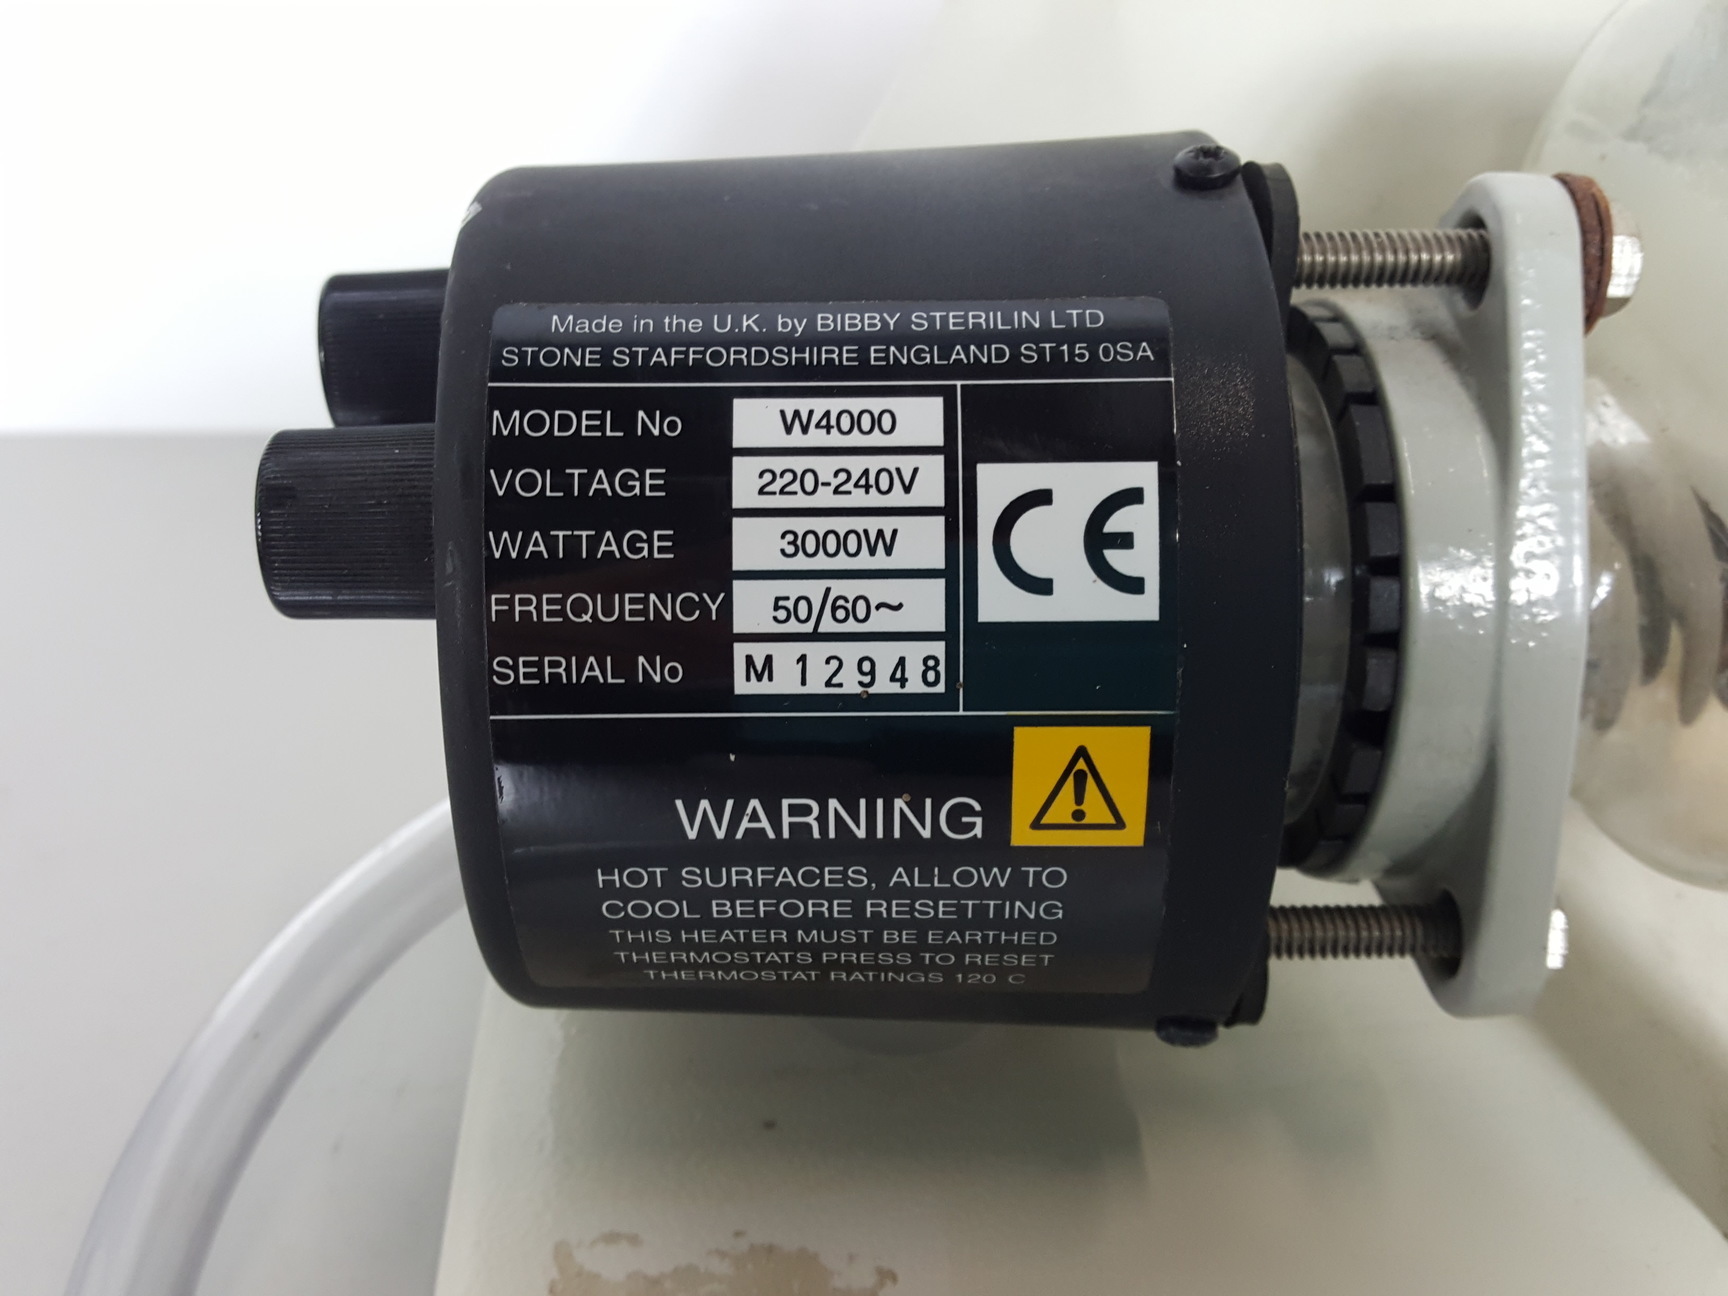 Made in the U.K. by BIBBY STERILIN LTD
STONE STAFFORDSHIRE ENGLAND ST15 0SA
MODEL No W4000
VOLTAGE 220-240V
WATTAGE 3000W
FREQUENCY 50/60~
SERIAL No M 12948
CE
WARNING
HOT SURFACES, ALLOW TO
COOL BEFORE RESETTING
THIS HEATER MUST BE EARTHED
THERMOSTATS PRESS TO RESET
THERMOSTAT RATINGS 120 C